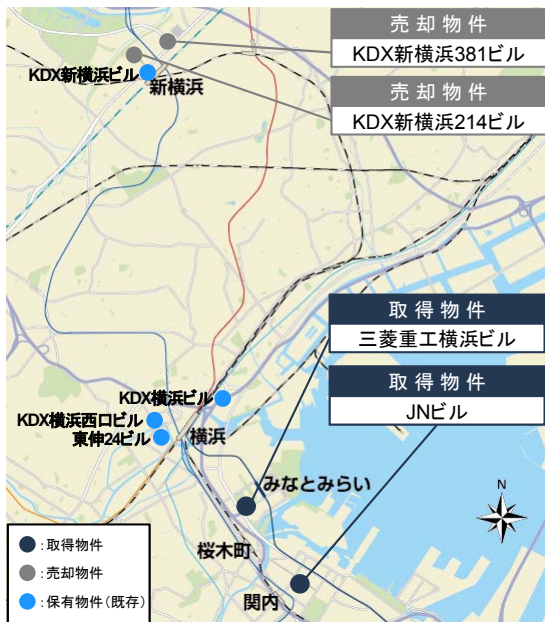 売却物件
KDX新横浜381ビル
KDX新横浜ビル
新横浜
売却物件
KDX新横浜214ビル
取得物件
三菱重工横浜ビル
取得物件
JNビル
KDX横浜ビル
KDX横浜西口ビル
東伸24ビル
横浜
みなとみらい
N
桜木町
関内
:取得物件
:売却物件
:保有物件(既存)